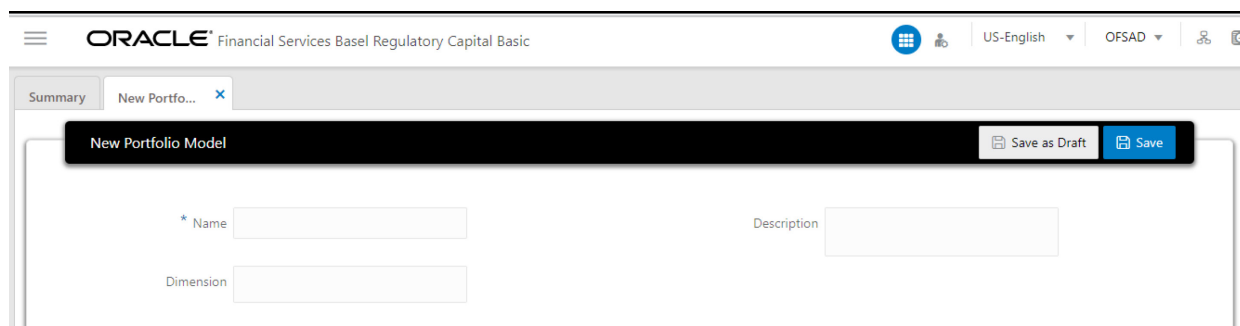 ORACLE® Financial Services Basel Regulatory Capital Basic US-English OFSAD
Summary New Portfo... ×
New Portfolio Model Save as Draft Save
* Name Description
Dimension